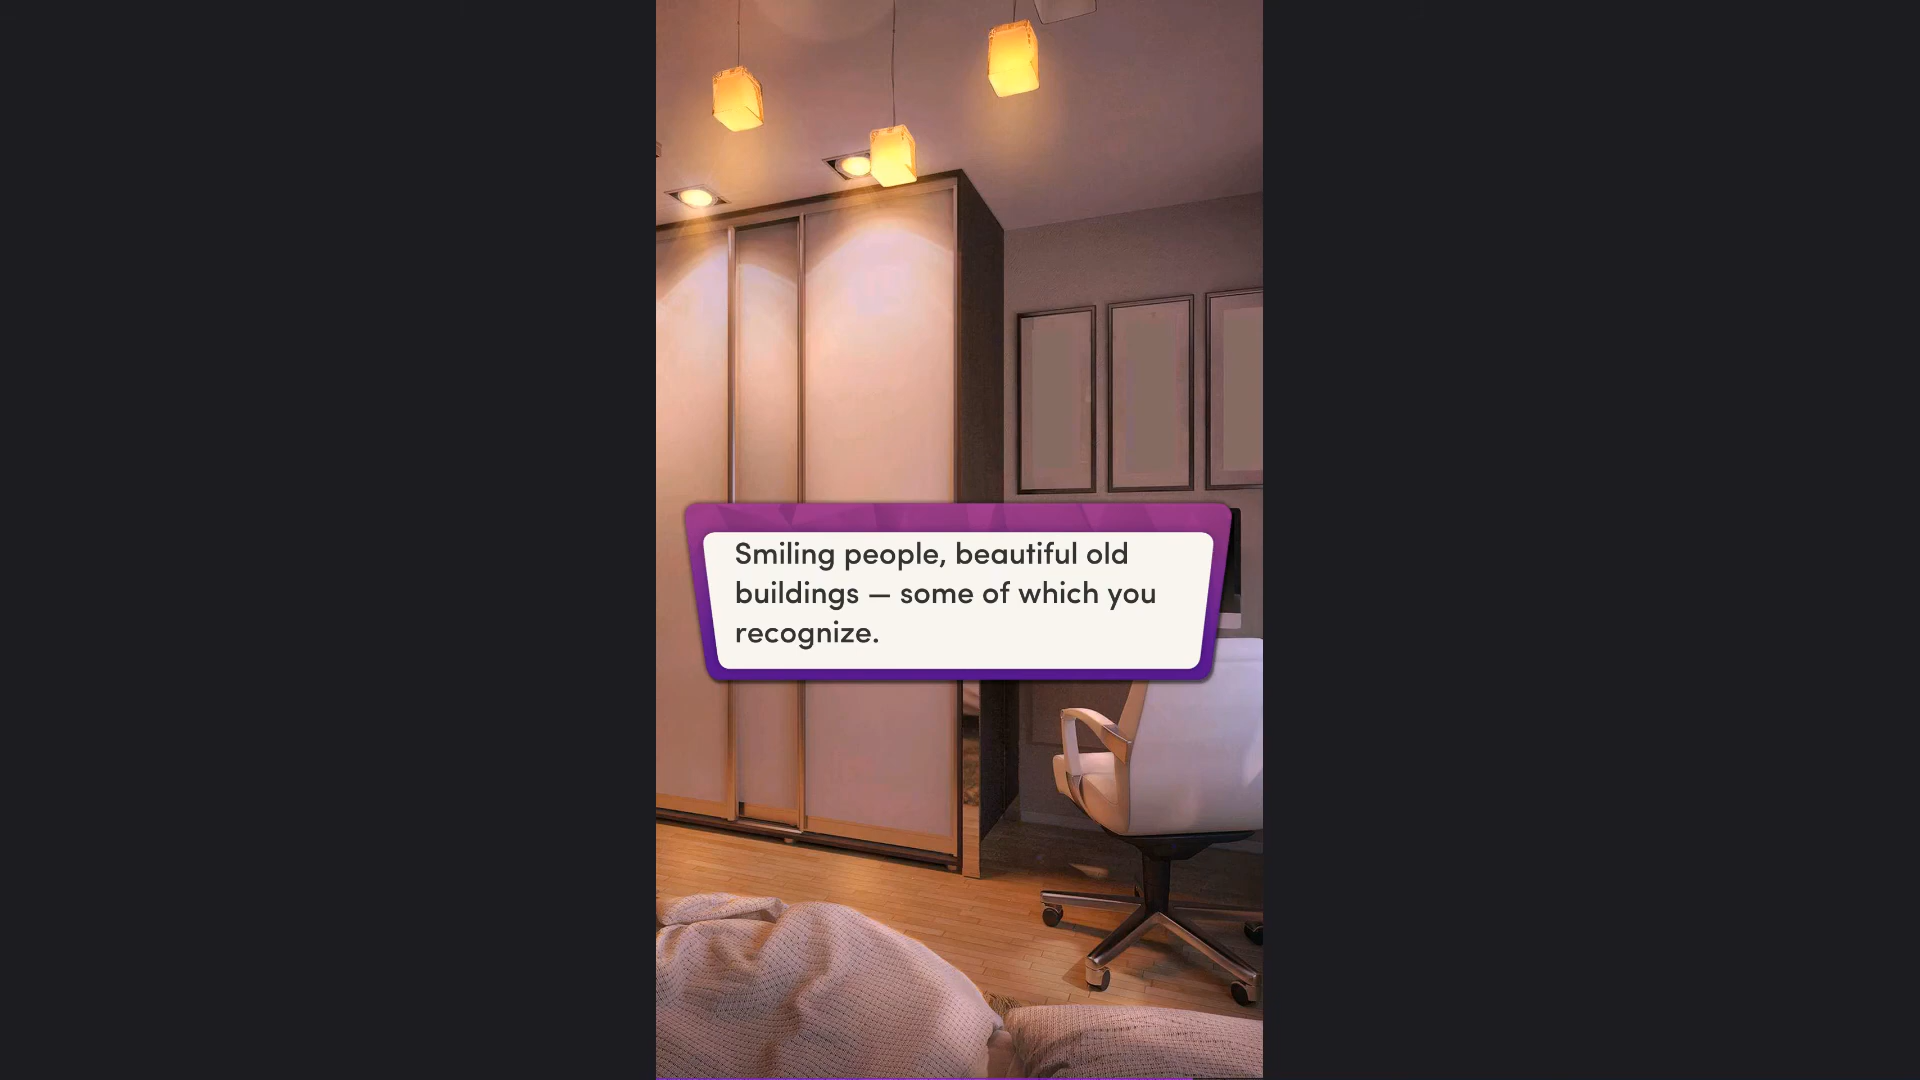 Smiling people, beautiful old
buildings — some of which you
recognize.